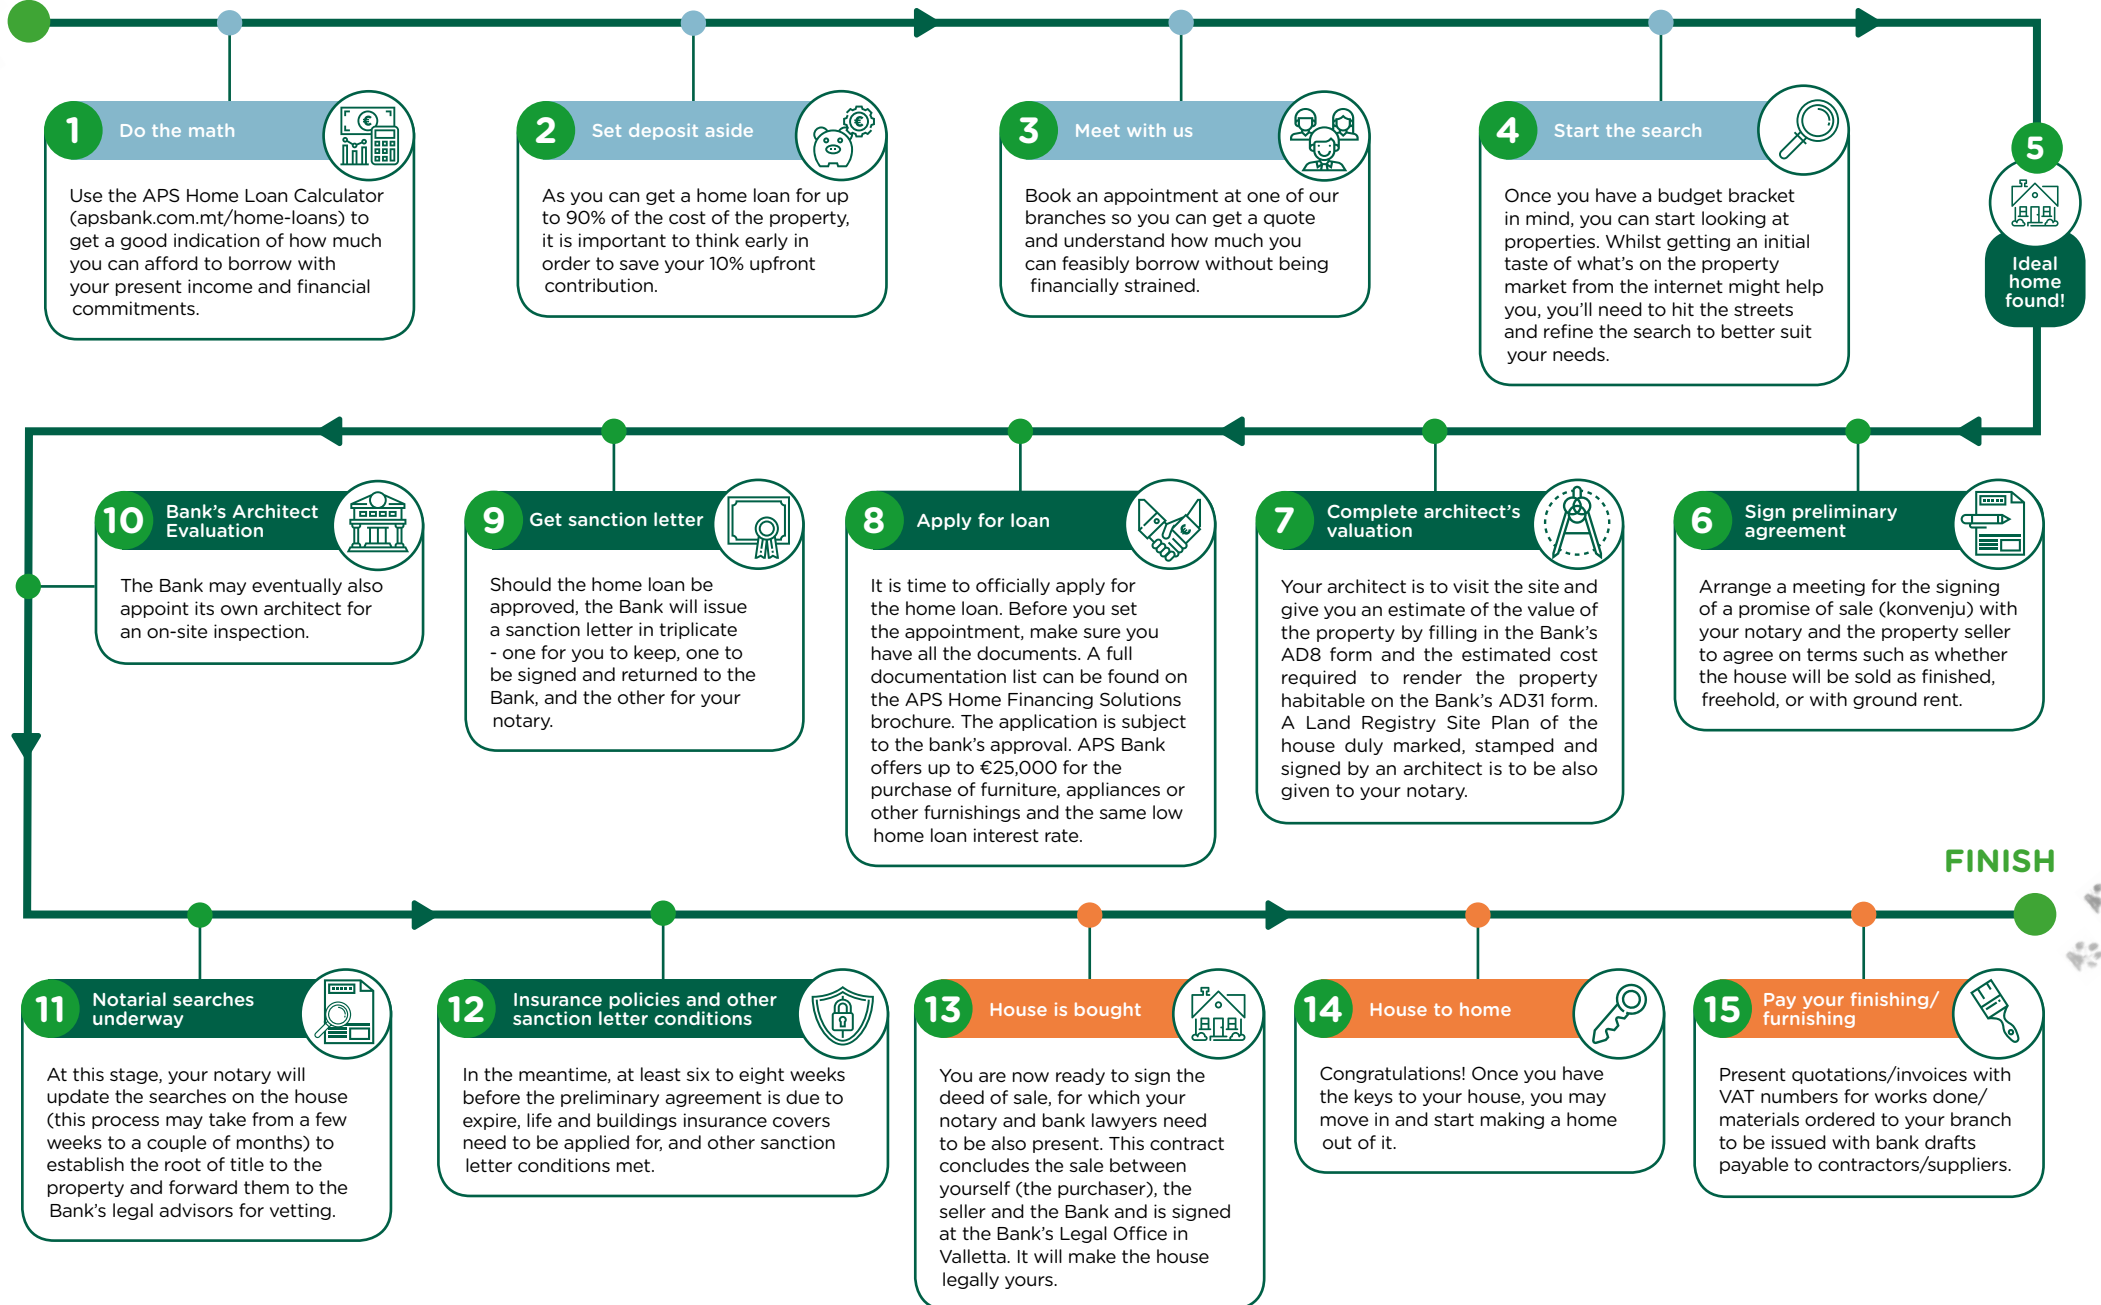 1
Do the math
Use the APS Home Loan Calculator
(apsbank.com.mt/home-loans) to
get a good indication of how much
you can afford to borrow with
your present income and financial
commitments.
2
Set deposit aside
As you can get a home loan for up
to 90% of the cost of the property,
it is important to think early in
order to save your 10% upfront
contribution.
3
Meet with us
Book an appointment at one of our
branches so you can get a quote
and understand how much you
can feasibly borrow without being
financially strained.
4
Start the search
Once you have a budget bracket
in mind, you can start looking at
properties. Whilst getting an initial
taste of what's on the property
market from the internet might help
you, you'll need to hit the streets
and refine the search to better suit
your needs.
5
Ideal
home
found!
6
Sign preliminary
agreement
Arrange a meeting for the signing
of a promise of sale (konvenju) with
your notary and the property seller
to agree on terms such as whether
the house will be sold as finished,
freehold, or with ground rent.
7
Complete architect's
valuation
Your architect is to visit the site and
give you an estimate of the value of
the property by filling in the Bank's
AD8 form and the estimated cost
required to render the property
habitable on the Bank's AD31 form.
A Land Registry Site Plan of the
house duly marked, stamped and
signed by an architect is to be also
given to your notary.
8
Apply for loan
It is time to officially apply for
the home loan. Before you set
the appointment, make sure you
have all the documents. A full
documentation list can be found on
the APS Home Financing Solutions
brochure. The application is subject
to the bank's approval. APS Bank
offers up to €25,000 for the
purchase of furniture, appliances or
other furnishings and the same low
home loan interest rate.
9
Get sanction letter
Should the home loan be
approved, the Bank will issue
a sanction letter in triplicate
- one for you to keep, one to
be signed and returned to the
Bank, and the other for your
notary.
10
Bank's Architect
Evaluation
The Bank may eventually also
appoint its own architect for
an on-site inspection.
FINISH
11
Notarial searches
underway
At this stage, your notary will
update the searches on the house
(this process may take from a few
weeks to a couple of months) to
establish the root of title to the
property and forward them to the
Bank's legal advisors for vetting.
12
Insurance policies and other
sanction letter conditions
In the meantime, at least six to eight weeks
before the preliminary agreement is due to
expire, life and buildings insurance covers
need to be applied for, and other sanction
letter conditions met.
13
House is bought
You are now ready to sign the
deed of sale, for which your
notary and bank lawyers need
to be also present. This contract
concludes the sale between
yourself (the purchaser), the
seller and the Bank and is signed
at the Bank's Legal Office in
Valletta. It will make the house
legally yours.
14
House to home
Congratulations! Once you have
the keys to your house, you may
move in and start making a home
out of it.
15
Pay your finishing/
furnishing
Present quotations/invoices with
VAT numbers for works done/
materials ordered to your branch
to be issued with bank drafts
payable to contractors/suppliers.